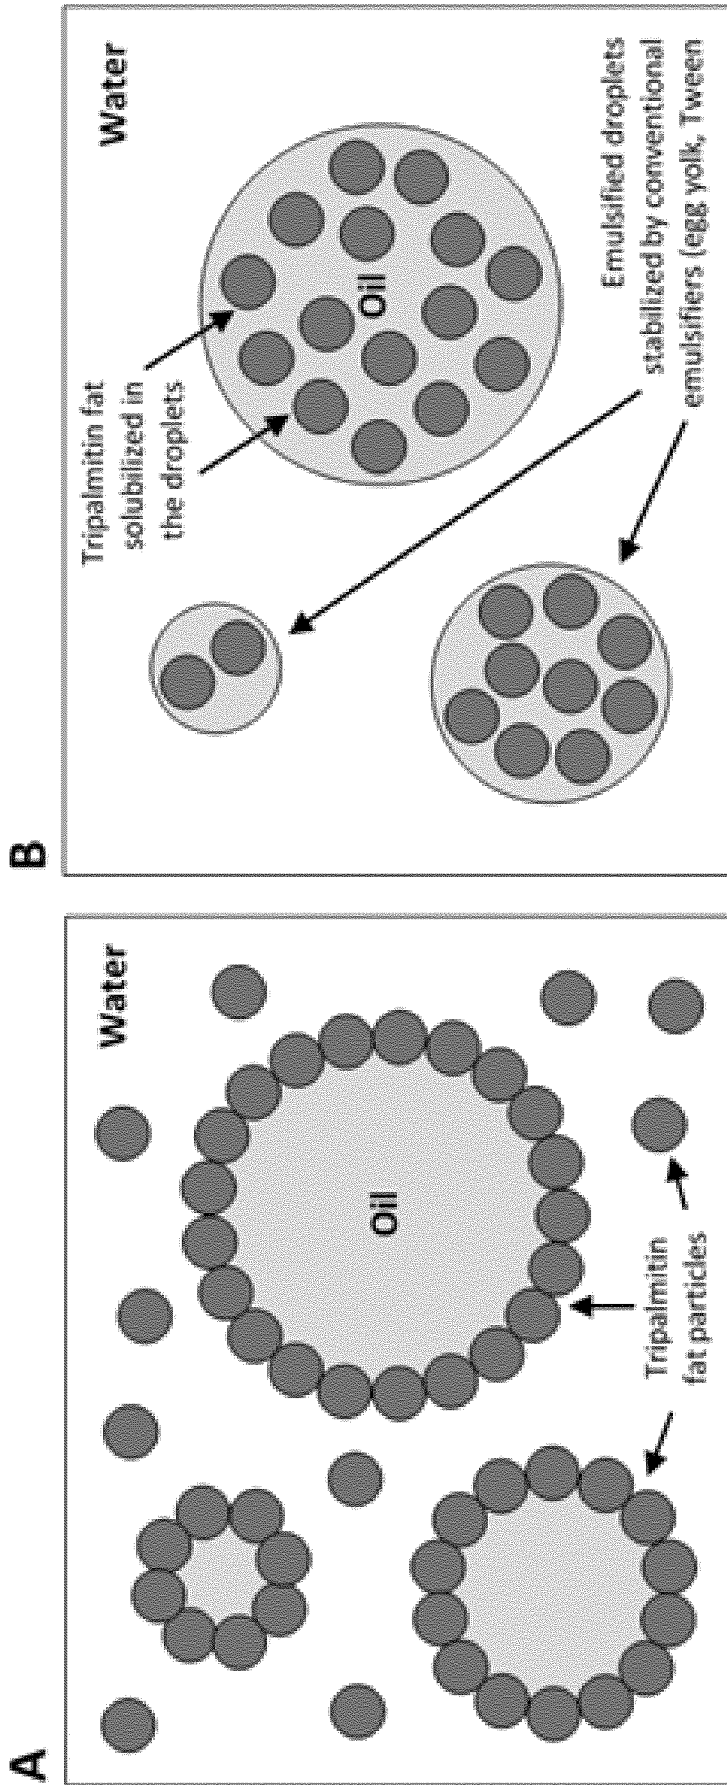 A
Water
Oil
Tripalmitin
fat particles
B
Water
Tripalmitin fat
solubilized in
the droplets
Oil
Emulsified droplets
stabilized by conventional
emulsifiers (egg yolk, Tween